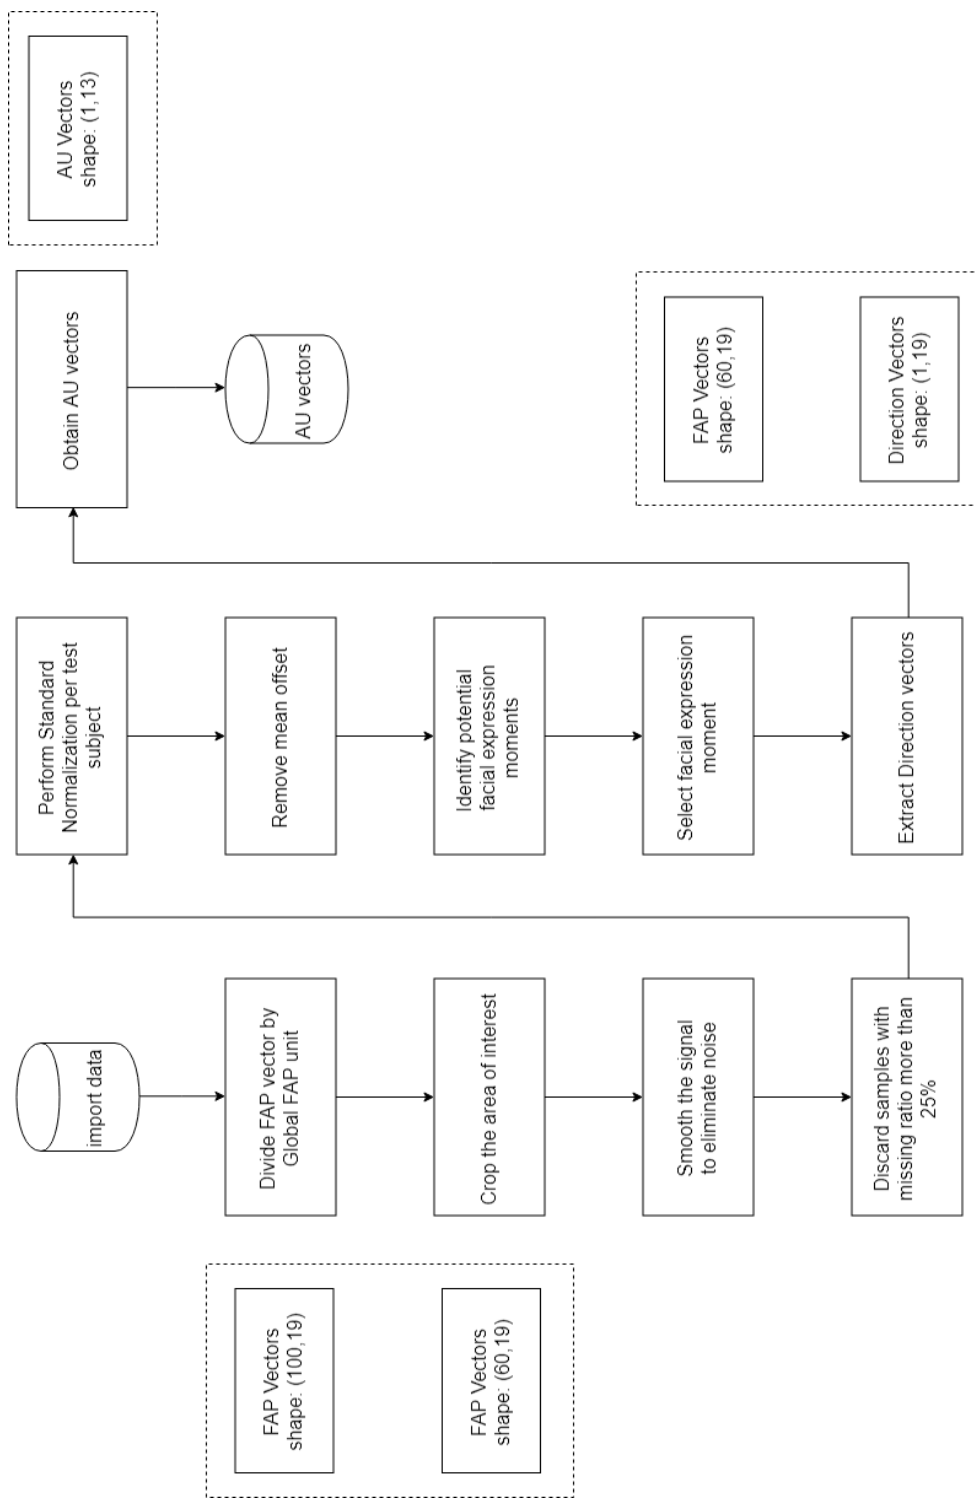 import data
Divide FAP vector by
Global FAP unit
Crop the area of interest
Smooth the signal
to eliminate noise
Discard samples with
missing ratio more than
25%
FAP Vectors
shape: (100,19)
FAP Vectors
shape: (60,19)
Perform Standard
Normalization per test
subject
Remove mean offset
Identify potential
facial expression
moments
Select facial expression
moment
Extract Direction vectors
Obtain AU vectors
AU vectors
FAP Vectors
shape: (60,19)
Direction Vectors
shape: (1,19)
AU Vectors
shape: (1,13)